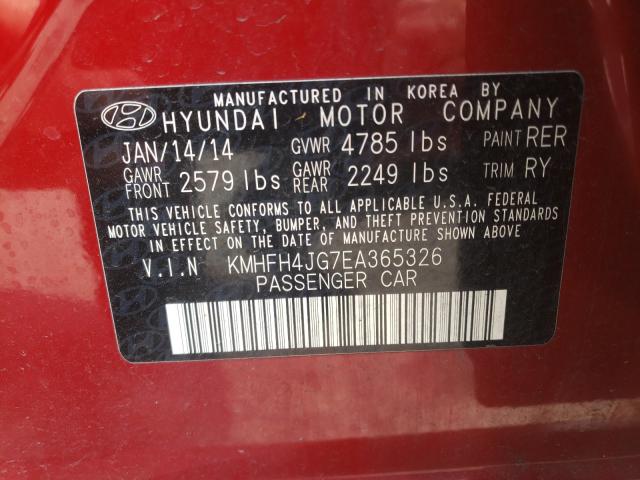 MANUFACTURED IN KOREA BY
HYUNDAI MOTOR COMPANY
JAN/14/14 GVWR 4785 lbs PAINT RER
GAWR FRONT 2579 lbs GAWR REAR 2249 lbs TRIM RY
THIS VEHICLE CONFORMS TO ALL APPLICABLE U.S.A. FEDERAL
MOTOR VEHICLE SAFETY, BUMPER, AND THEFT PREVENTION STANDARDS
IN EFFECT ON THE DATE OF MANUFACTURE SHOWN ABOVE.
V.I.N KMHFH4JG7EA365326
PASSENGER CAR